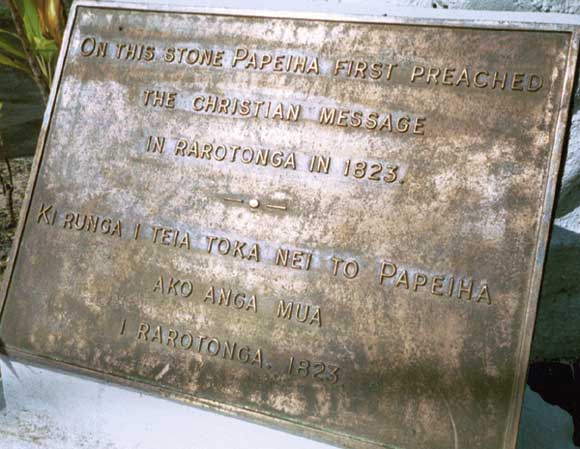 On this stone Papeiha first preached
the Christian message
in Rarotonga in 1823.
Ki runga i teia toka nei to Papeiha
ako anga mua
i Rarotonga. 1823